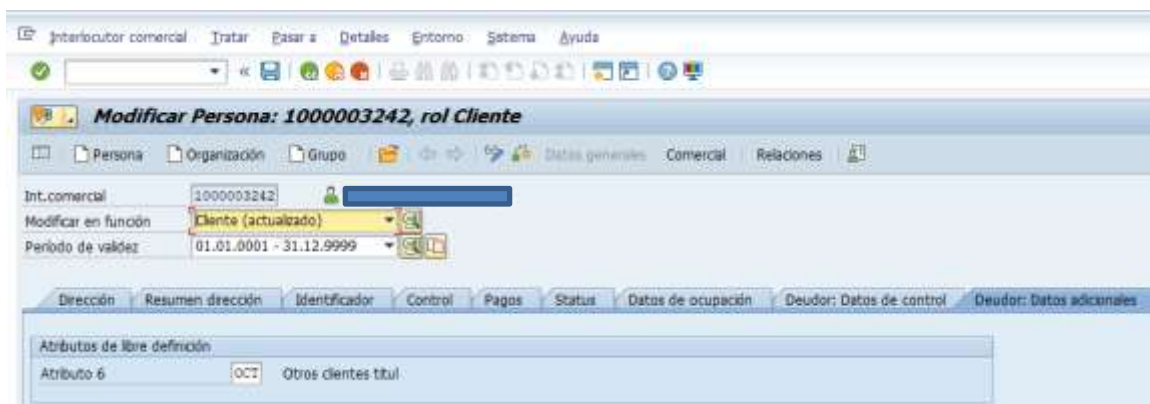 Interlocutor comercial Tratar Pasar a Detalles Entorno Sistema Ayuda
Modificar Persona: 1000003242, rol Cliente
Persona Organización Grupo Datos generales Comercial Relaciones
Int.comercial 1000003242
Modificar en función Cliente (actualizado)
Período de validez 01.01.0001 - 31.12.9999
Dirección Resumen dirección Identificador Control Pagos Status Datos de ocupación Deudor: Datos de control Deudor: Datos adicionales
Atributos de libre definición
Atributo 6 OCT Otros clientes titul